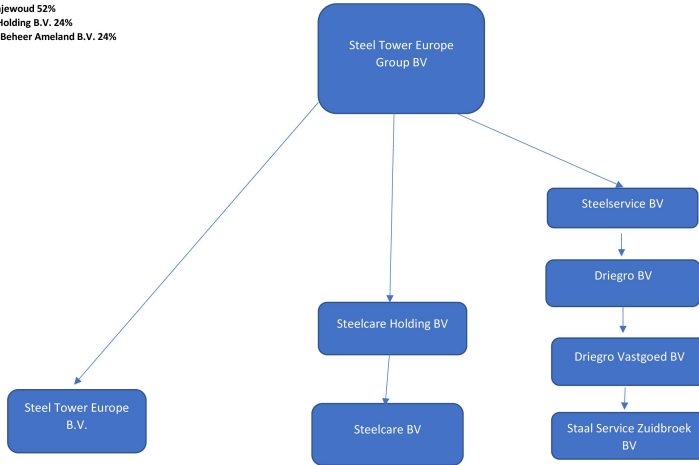 52%
Holding B.V. 24%
Beheer Ameland B.V. 24%
Steel Tower Europe
Group BV
Steelservice BV
Driegro BV
Steelcare Holding BV
Driegro Vastgoed BV
Steel Tower Europe
B.V.
Steelcare BV
Staal Service Zuidbroek
BV